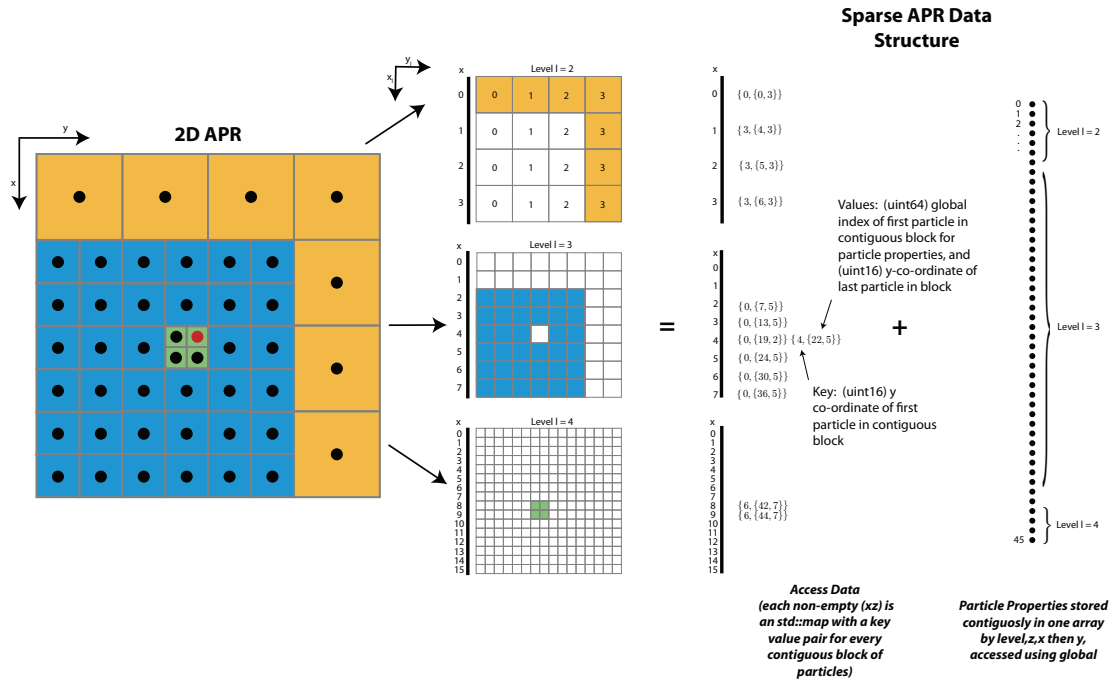 Sparse APR Data
Structure
2D APR
y
x
y_l
x_l
x
Level l = 2
0
0 1 2 3
1
0 1 2 3
2
0 1 2 3
3
0 1 2 3
x
Level l = 3
0
1
2
3
4
5
6
7
x
Level l = 4
0
1
2
3
4
5
6
7
8
9
10
11
12
13
14
15
=
x
0 {0, {0, 3}}
1 {3, {4, 3}}
2 {3, {5, 3}}
3 {3, {6, 3}}
x
0
1
2 {0, {7, 5}}
3 {0, {13, 5}}
4 {0, {19, 2}} {4, {22, 5}}
5 {0, {24, 5}}
6 {0, {30, 5}}
7 {0, {36, 5}}
x
0
1
2
3
4
5
6
7
8 {6, {42, 7}}
9 {6, {44, 7}}
10
11
12
13
14
15
Values: (uint64) global
index of first particle in
contiguous block for
particle properties, and
(uint16) y-co-ordinate of
last particle in block
Key: (uint16) y
co-ordinate of first
particle in contiguous
block
+
0
1
2
.
.
.
45
Level l = 2
Level l = 3
Level l = 4
Access Data
(each non-empty (xz) is
an std::map with a key
value pair for every
contiguous block of
particles)
Particle Properties stored
contiguosly in one array
by level,z,x then y,
accessed using global